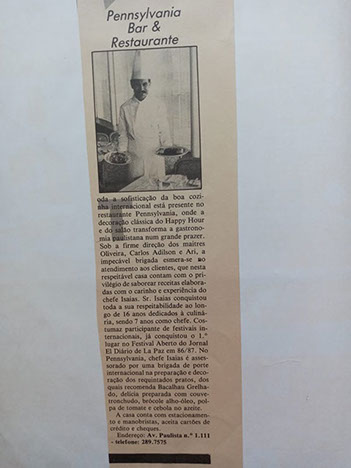 Pennsylvania
Bar &
Restaurante
oda a sofisticação da boa cozi-
nha internacional está presente no
restaurante Pennsylvania, onde a
decoração clássica do Happy Hour
e do salão transforma a gastrono-
mia paulistana num grande prazer.
Sob a firme direção dos maitres
Oliveira, Carlos Adilson e Ari, a
impecável brigada esmera-se ao
atendimento aos clientes, que nesta
respeitável casa contam com o pri-
vilégio de saborear receitas elabora-
das com o carinho e experiência do
chefe Isaias. Sr. Isaias conquistou
toda a sua respeitabilidade ao lon-
go de 16 anos dedicados à culiná-
ria, sendo 7 anos como chefe. Cos-
tumaz participante de festivais in-
ternacionais, já conquistou o 1.º
lugar no Festival Aberto do Jornal
El Diário de La Paz em 86/87. No
Pennsylvania, chefe Isaias é asses-
sorado por uma brigada de porte
internacional na preparação e deco-
ração dos requintados pratos, dos
quais recomenda Bacalhau Grelha-
do, delícia preparada com couve-
tronchudo, brócole alho-óleo, pol-
pa de tomate e cebola no azeite.
A casa conta com estacionamen-
to e manobristas, aceita cartões de
crédito e cheques.
Endereço: Av. Paulista n.º 1.111
- telefone: 289.7575